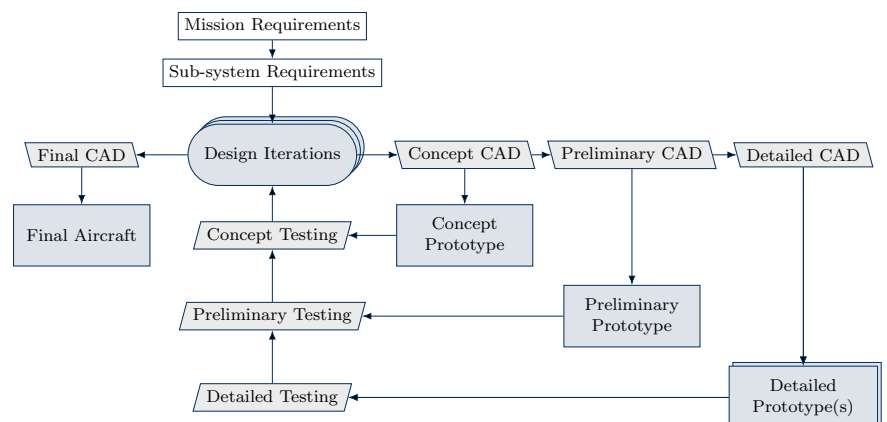 Mission Requirements
Sub-system Requirements
Final CAD
Design Iterations
Concept CAD
Preliminary CAD
Detailed CAD
Final Aircraft
Concept Testing
Concept
Prototype
Preliminary Testing
Preliminary
Prototype
Detailed Testing
Detailed
Prototype(s)